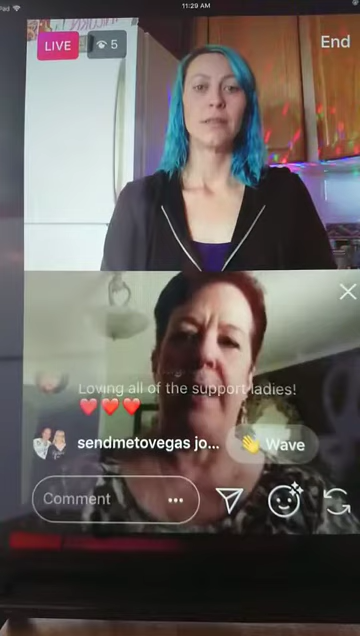 11:29 AM
LIVE
5
End
Loving all of the support ladies!
sendmetovegas jo...
Wave
Comment